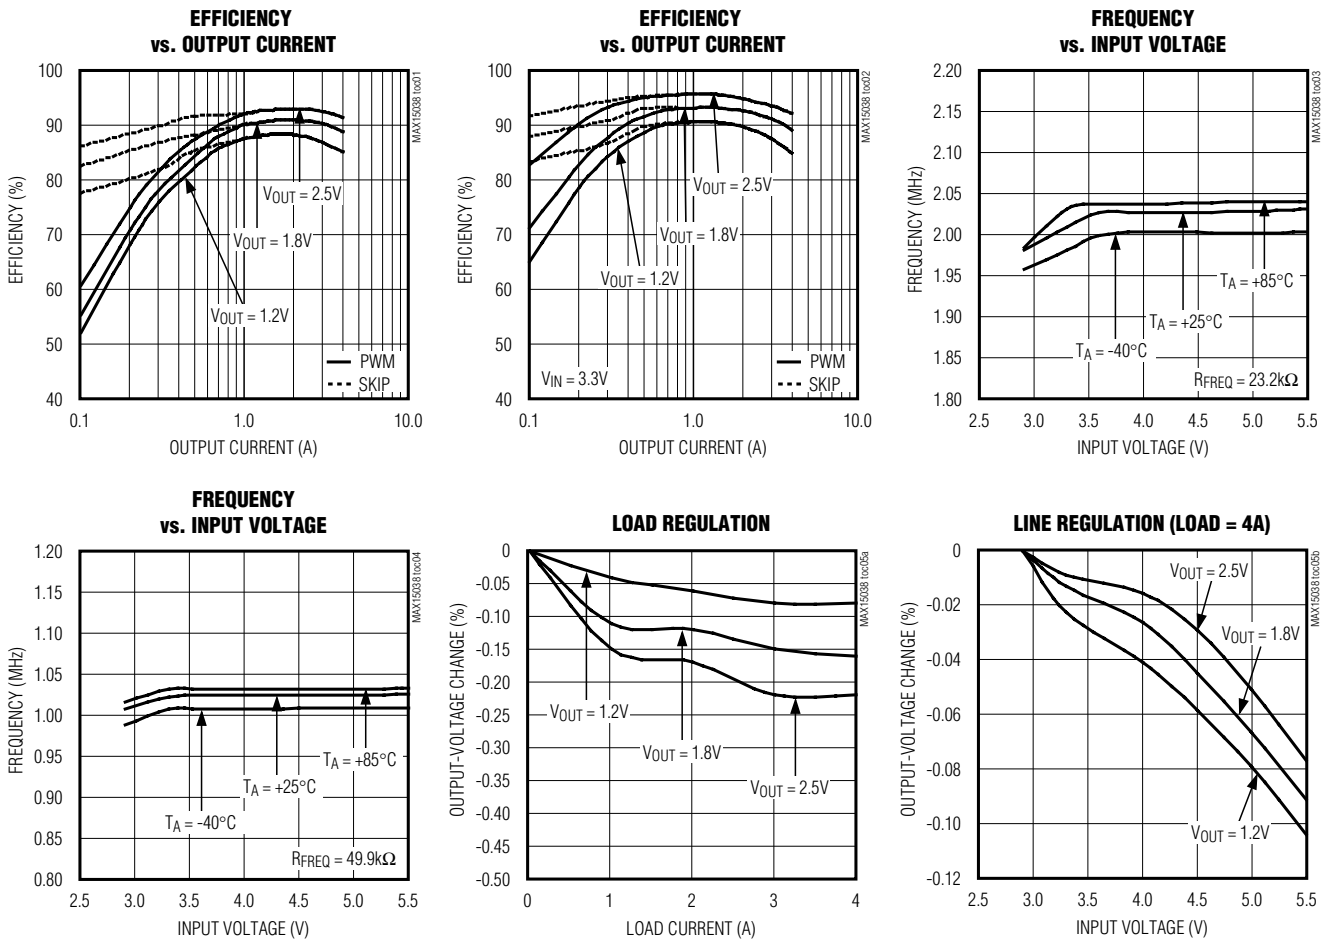 EFFICIENCY
vs. OUTPUT CURRENT
100
90
80
70
60
50
40
EFFICIENCY (%)
MAX15038 toc01
VOUT = 2.5V
VOUT = 1.8V
VOUT = 1.2V
PWM
SKIP
0.1
1.0
10.0
OUTPUT CURRENT (A)
EFFICIENCY
vs. OUTPUT CURRENT
100
90
80
70
60
50
40
EFFICIENCY (%)
MAX15038 toc02
VOUT = 2.5V
VOUT = 1.8V
VOUT = 1.2V
VIN = 3.3V
PWM
SKIP
0.1
1.0
10.0
OUTPUT CURRENT (A)
FREQUENCY
vs. INPUT VOLTAGE
2.20
2.15
2.10
2.05
2.00
1.95
1.90
1.85
1.80
FREQUENCY (MHz)
MAX15038 toc03
TA = +85°C
TA = +25°C
TA = -40°C
RFREQ = 23.2kΩ
2.5
3.0
3.5
4.0
4.5
5.0
5.5
INPUT VOLTAGE (V)
FREQUENCY
vs. INPUT VOLTAGE
1.20
1.15
1.10
1.05
1.00
0.95
0.90
0.85
0.80
FREQUENCY (MHz)
MAX15038 toc04
TA = +85°C
TA = +25°C
TA = -40°C
RFREQ = 49.9kΩ
2.5
3.0
3.5
4.0
4.5
5.0
5.5
INPUT VOLTAGE (V)
LOAD REGULATION
0
-0.05
-0.10
-0.15
-0.20
-0.25
-0.30
-0.35
-0.40
-0.45
-0.50
OUTPUT-VOLTAGE CHANGE (%)
MAX15038 toc05a
VOUT = 1.2V
VOUT = 1.8V
VOUT = 2.5V
0
1
2
3
4
LOAD CURRENT (A)
LINE REGULATION (LOAD = 4A)
0
-0.02
-0.04
-0.06
-0.08
-0.10
-0.12
OUTPUT-VOLTAGE CHANGE (%)
MAX15038 toc05b
VOUT = 2.5V
VOUT = 1.8V
VOUT = 1.2V
2.5
3.0
3.5
4.0
4.5
5.0
5.5
INPUT VOLTAGE (V)